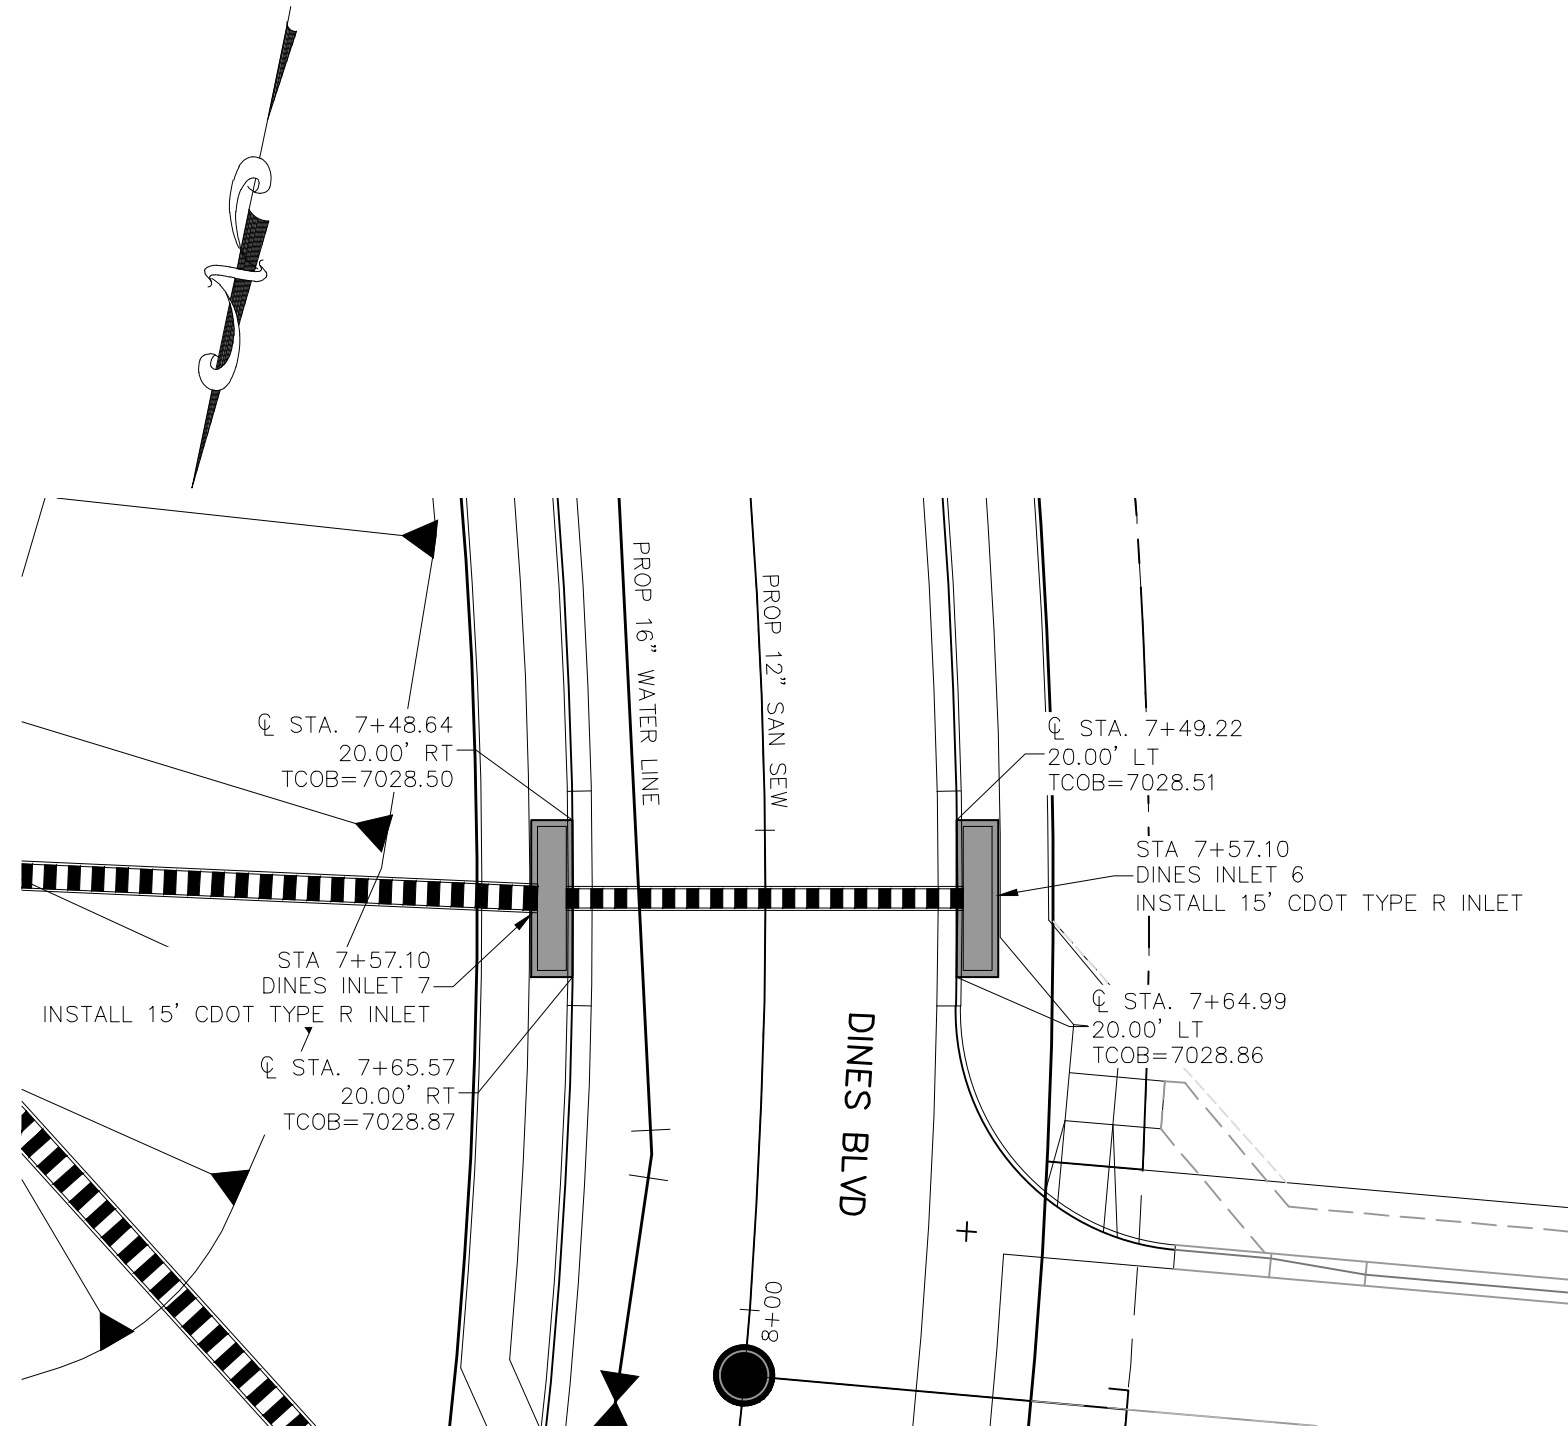 PROP 16" WATER LINE
PROP 12" SAN SEW
℄ STA. 7+48.64
20.00' RT
TCOB=7028.50
℄ STA. 7+49.22
20.00' LT
TCOB=7028.51
STA 7+57.10
DINES INLET 6
INSTALL 15' CDOT TYPE R INLET
STA 7+57.10
DINES INLET 7
INSTALL 15' CDOT TYPE R INLET
℄ STA. 7+64.99
20.00' LT
TCOB=7028.86
℄ STA. 7+65.57
20.00' RT
TCOB=7028.87
DINES BLVD
8+00